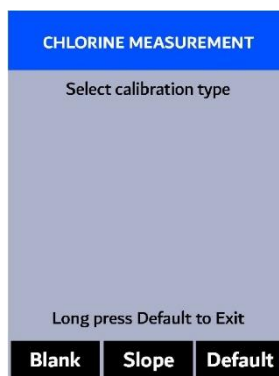 CHLORINE MEASUREMENT
Select calibration type
Long press Default to Exit
Blank Slope Default